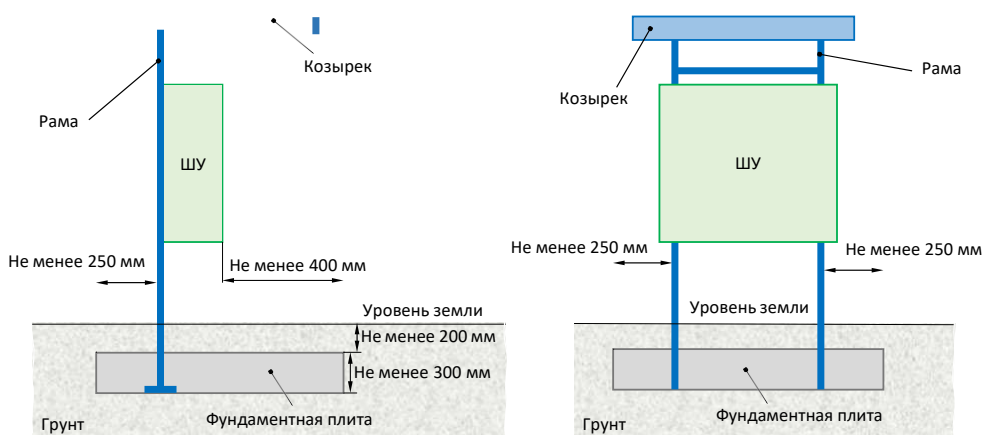 Козырек
Рама
ШУ
Не менее 250 мм
Не менее 400 мм
Уровень земли
Не менее 200 мм
Не менее 300 мм
Фундаментная плита
Грунт
Рама
Козырек
ШУ
Не менее 250 мм
Не менее 250 мм
Уровень земли
Фундаментная плита
Грунт